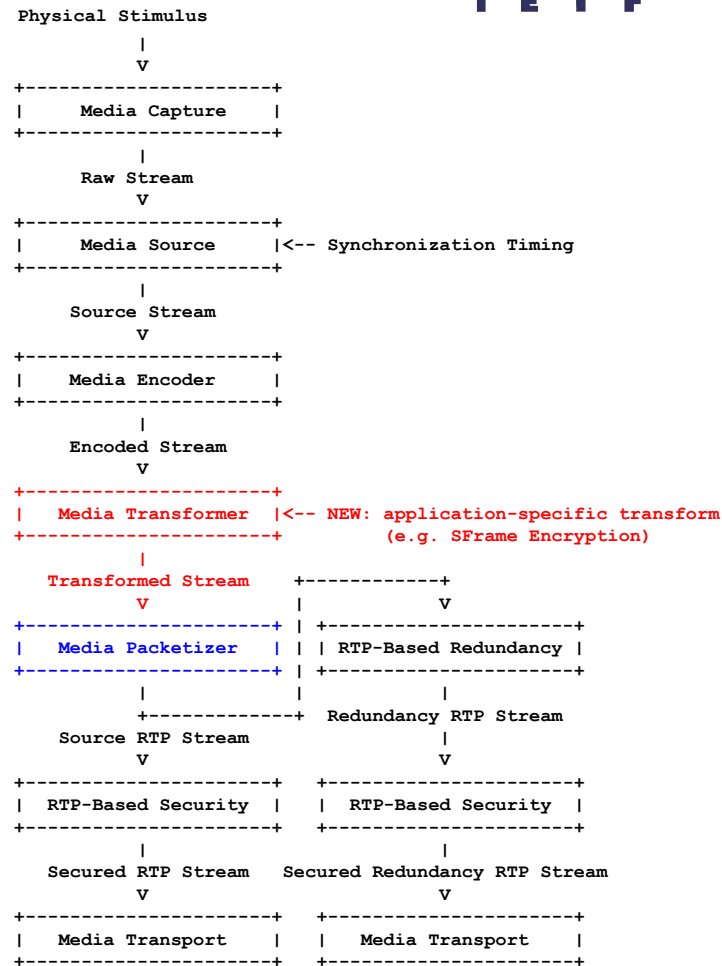 Physical Stimulus
|
V
+----------------------+
|     Media Capture    |
+----------------------+
|
Raw Stream
V
+----------------------+
|     Media Source     |<-- Synchronization Timing
+----------------------+
|
Source Stream
V
+----------------------+
|    Media Encoder     |
+----------------------+
|
Encoded Stream
V
+----------------------+
|   Media Transformer  |<-- NEW: application-specific transform
+----------------------+         (e.g. SFrame Encryption)
|
Transformed Stream    +------------+
V             |            V
+----------------------+ | +----------------------+
|   Media Packetizer   | | | RTP-Based Redundancy |
+----------------------+ | +----------------------+
|             |            |
+-------------+  Redundancy RTP Stream
Source RTP Stream                 |
V                          V
+----------------------+   +----------------------+
|  RTP-Based Security  |   |  RTP-Based Security  |
+----------------------+   +----------------------+
|                          |
Secured RTP Stream   Secured Redundancy RTP Stream
V                          V
+----------------------+   +----------------------+
|   Media Transport    |   |   Media Transport    |
+----------------------+   +----------------------+